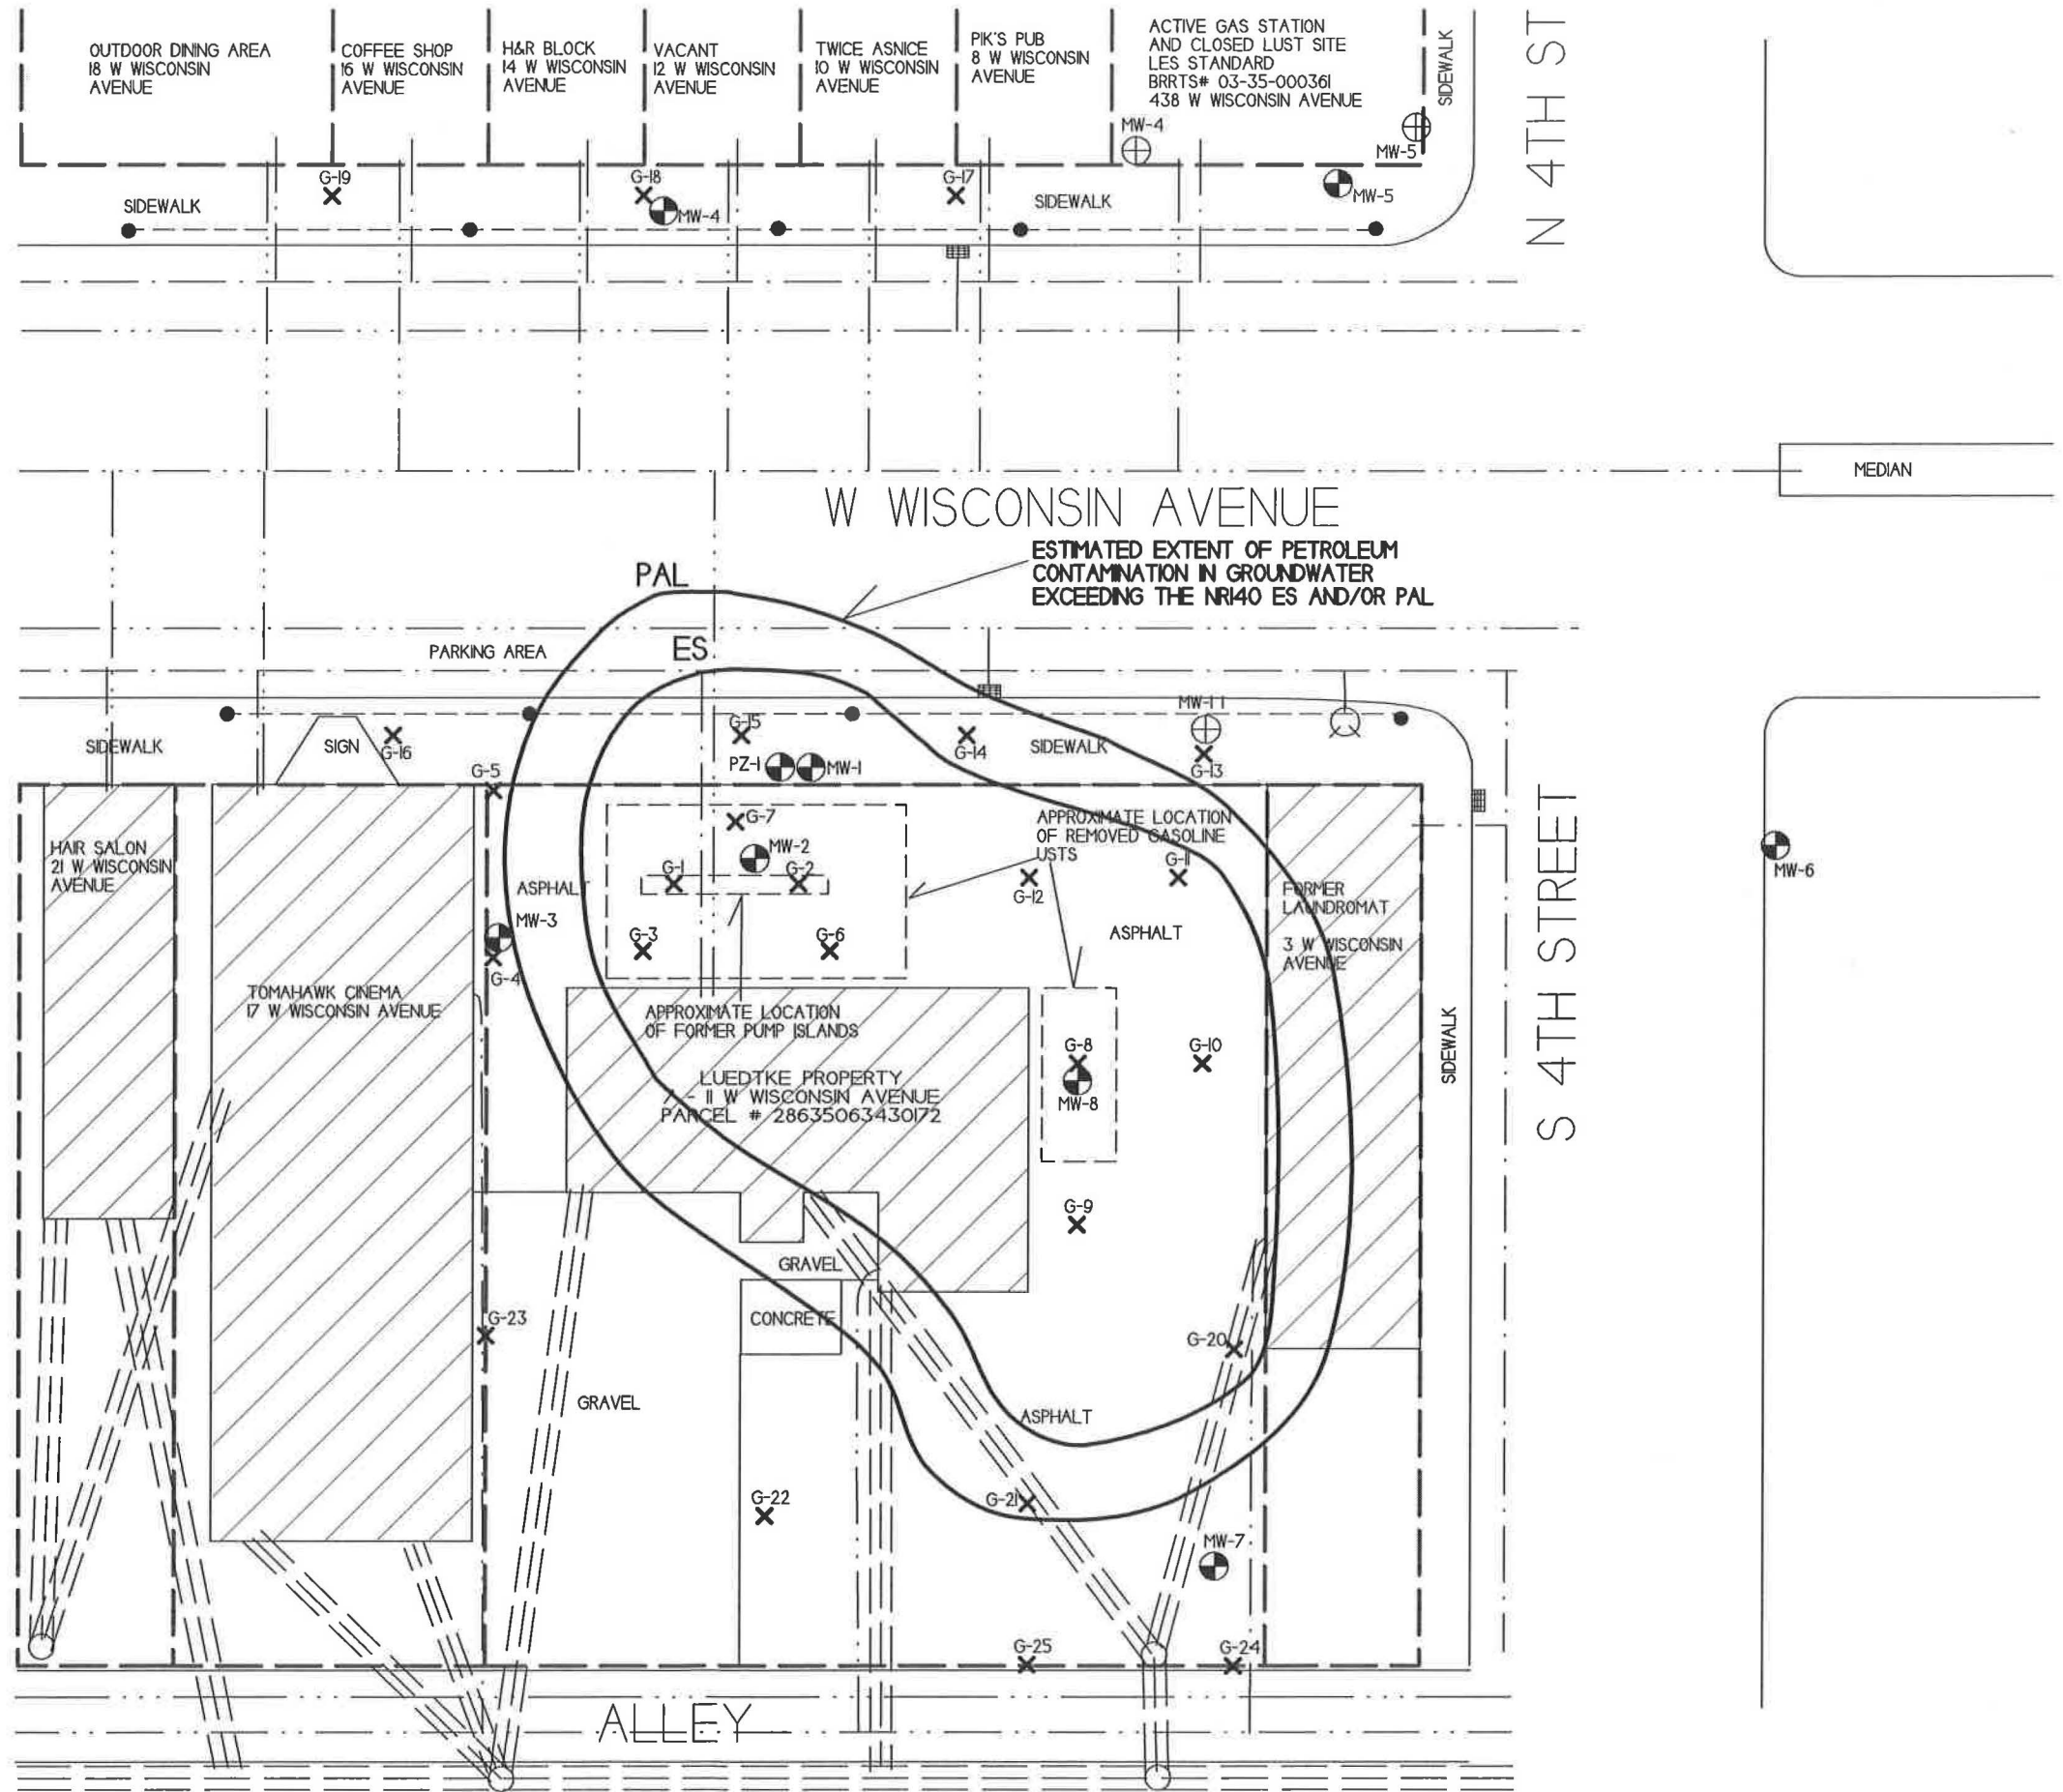 OUTDOOR DINING AREA
18 W WISCONSIN
AVENUE
COFFEE SHOP
16 W WISCONSIN
AVENUE
H&R BLOCK
14 W WISCONSIN
AVENUE
VACANT
12 W WISCONSIN
AVENUE
TWICE ASNICE
10 W WISCONSIN
AVENUE
PIK'S PUB
8 W WISCONSIN
AVENUE
ACTIVE GAS STATION
AND CLOSED LUST SITE
LES STANDARD
BRRTS# 03-35-000361
438 W WISCONSIN AVENUE
SIDEWALK
N 4TH ST
MW-4
MW-5
G-19
G-18
G-17
MW-4
MW-5
SIDEWALK
SIDEWALK
MEDIAN
W WISCONSIN AVENUE
ESTIMATED EXTENT OF PETROLEUM
CONTAMINATION IN GROUNDWATER
EXCEEDING THE NR140 ES AND/OR PAL
PAL
ES
PARKING AREA
SIDEWALK
SIGN
G-16
G-15
G-14
SIDEWALK
MW-11
G-13
PZ-1
MW-1
G-5
HAIR SALON
21 W WISCONSIN
AVENUE
G-7
MW-2
G-1
G-2
APPROXIMATE LOCATION
OF REMOVED GASOLINE
USTS
G-11
G-12
ASPHALT
MW-3
G-4
G-3
G-6
ASPHALT
FORMER
LAUNDROMAT
3 W WISCONSIN
AVENUE
MW-6
S 4TH STREET
SIDEWALK
TOMAHAWK CINEMA
17 W WISCONSIN AVENUE
APPROXIMATE LOCATION
OF FORMER PUMP ISLANDS
LUEDTKE PROPERTY
7 - 11 W WISCONSIN AVENUE
PARCEL # 28635063430172
G-8
MW-8
G-10
G-9
GRAVEL
CONCRETE
G-23
G-20
GRAVEL
ASPHALT
G-22
G-21
MW-7
G-25
G-24
ALLEY